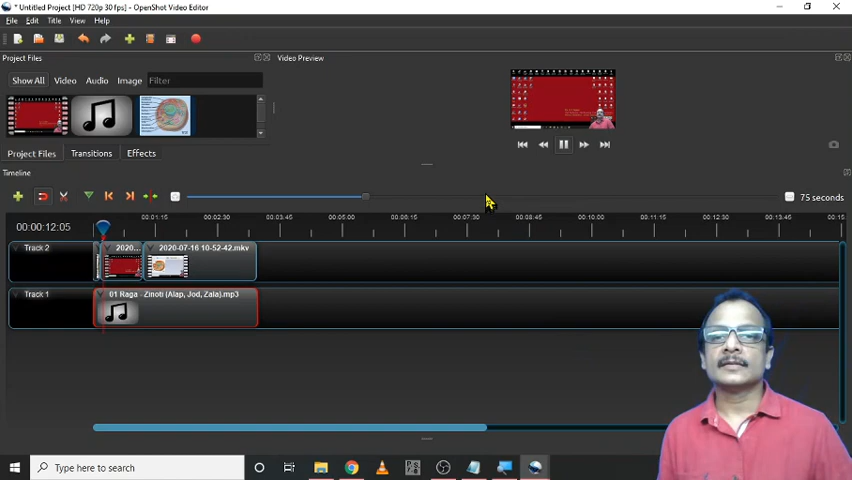 * Untitled Project [HD 720p 30 fps] - OpenShot Video Editor
File Edit Title View Help
Project Files
Video Preview
Show All Video Audio Image Filter
Project Files Transitions Effects
Timeline
75 seconds
00:00:12:05
00:01:15 00:02:30 00:03:45 00:05:00 00:06:15 00:07:30 00:08:45 00:10:00 00:11:15 00:12:30 00:13:45
Track 2
2020...
2020-07-16 10-52-42.mkv
Track 1
01 Raga - Zinoti (Alap, Jod, Zala).mp3
Type here to search